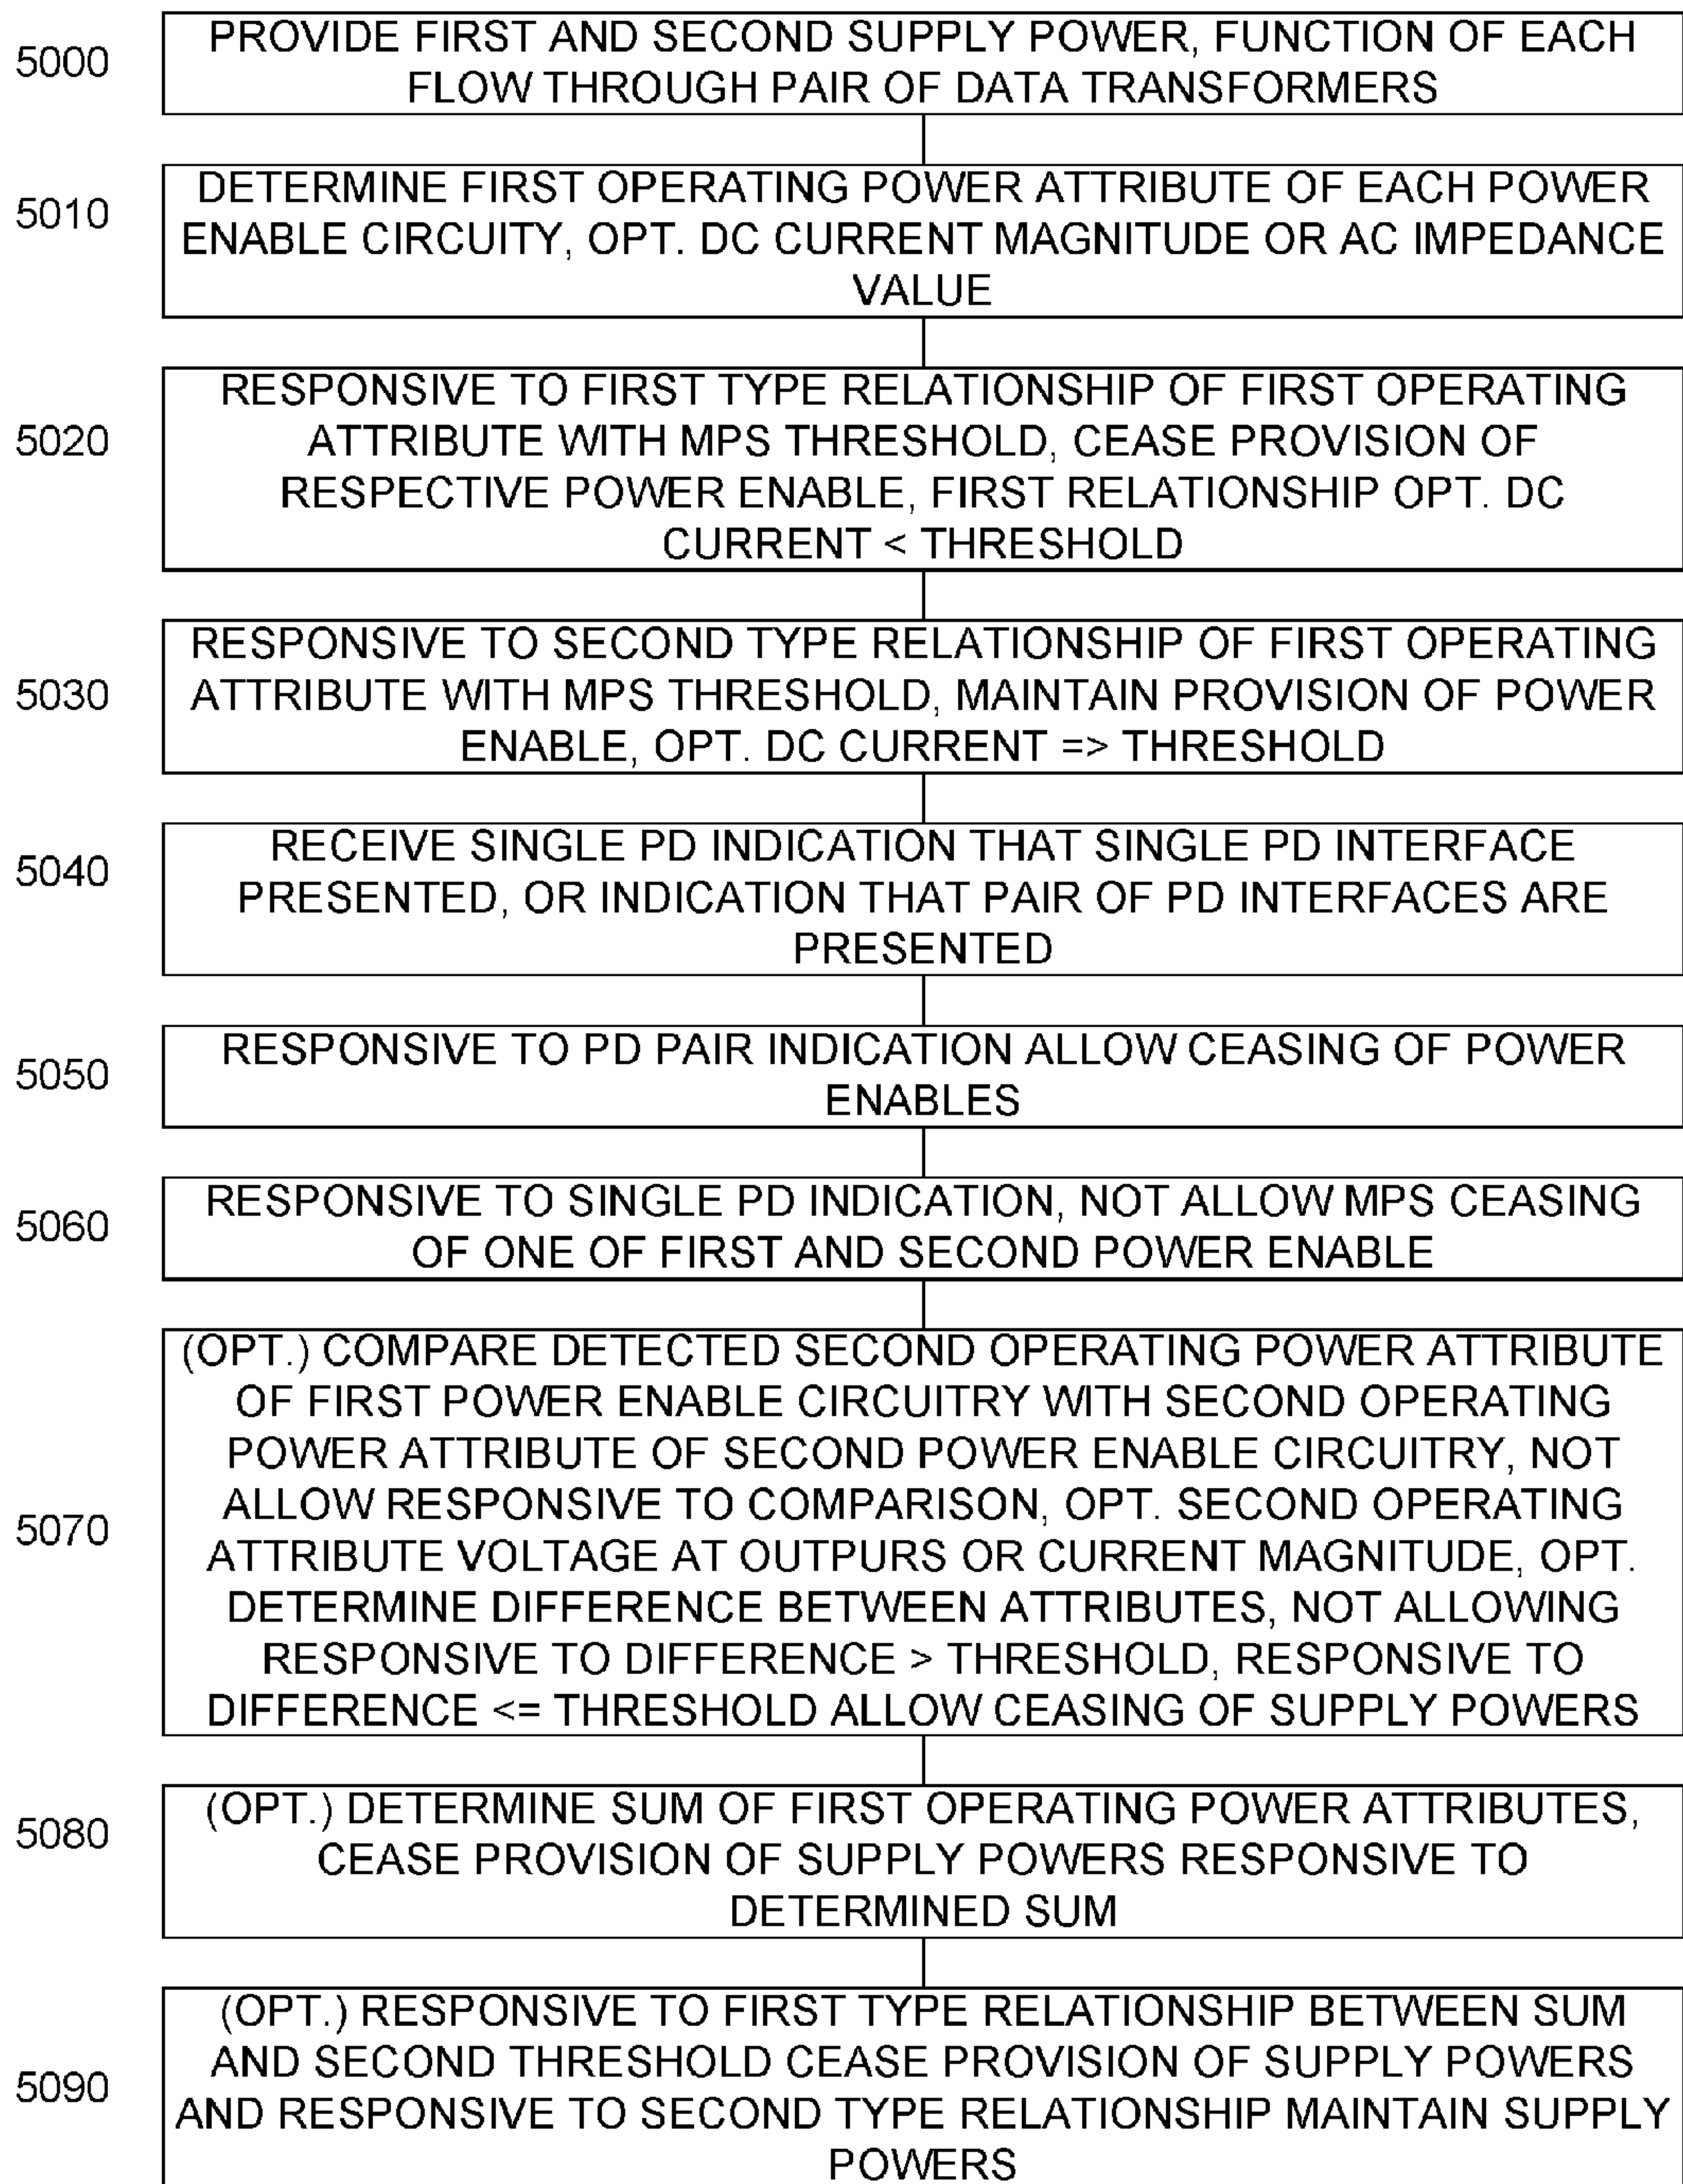 5000
PROVIDE FIRST AND SECOND SUPPLY POWER, FUNCTION OF EACH
FLOW THROUGH PAIR OF DATA TRANSFORMERS
5010
DETERMINE FIRST OPERATING POWER ATTRIBUTE OF EACH POWER
ENABLE CIRCUITY, OPT. DC CURRENT MAGNITUDE OR AC IMPEDANCE
VALUE
5020
RESPONSIVE TO FIRST TYPE RELATIONSHIP OF FIRST OPERATING
ATTRIBUTE WITH MPS THRESHOLD, CEASE PROVISION OF
RESPECTIVE POWER ENABLE, FIRST RELATIONSHIP OPT. DC
CURRENT < THRESHOLD
5030
RESPONSIVE TO SECOND TYPE RELATIONSHIP OF FIRST OPERATING
ATTRIBUTE WITH MPS THRESHOLD, MAINTAIN PROVISION OF POWER
ENABLE, OPT. DC CURRENT => THRESHOLD
5040
RECEIVE SINGLE PD INDICATION THAT SINGLE PD INTERFACE
PRESENTED, OR INDICATION THAT PAIR OF PD INTERFACES ARE
PRESENTED
5050
RESPONSIVE TO PD PAIR INDICATION ALLOW CEASING OF POWER
ENABLES
5060
RESPONSIVE TO SINGLE PD INDICATION, NOT ALLOW MPS CEASING
OF ONE OF FIRST AND SECOND POWER ENABLE
5070
(OPT.) COMPARE DETECTED SECOND OPERATING POWER ATTRIBUTE
OF FIRST POWER ENABLE CIRCUITRY WITH SECOND OPERATING
POWER ATTRIBUTE OF SECOND POWER ENABLE CIRCUITRY, NOT
ALLOW RESPONSIVE TO COMPARISON, OPT. SECOND OPERATING
ATTRIBUTE VOLTAGE AT OUTPURS OR CURRENT MAGNITUDE, OPT.
DETERMINE DIFFERENCE BETWEEN ATTRIBUTES, NOT ALLOWING
RESPONSIVE TO DIFFERENCE > THRESHOLD, RESPONSIVE TO
DIFFERENCE <= THRESHOLD ALLOW CEASING OF SUPPLY POWERS
5080
(OPT.) DETERMINE SUM OF FIRST OPERATING POWER ATTRIBUTES,
CEASE PROVISION OF SUPPLY POWERS RESPONSIVE TO
DETERMINED SUM
5090
(OPT.) RESPONSIVE TO FIRST TYPE RELATIONSHIP BETWEEN SUM
AND SECOND THRESHOLD CEASE PROVISION OF SUPPLY POWERS
AND RESPONSIVE TO SECOND TYPE RELATIONSHIP MAINTAIN SUPPLY
POWERS